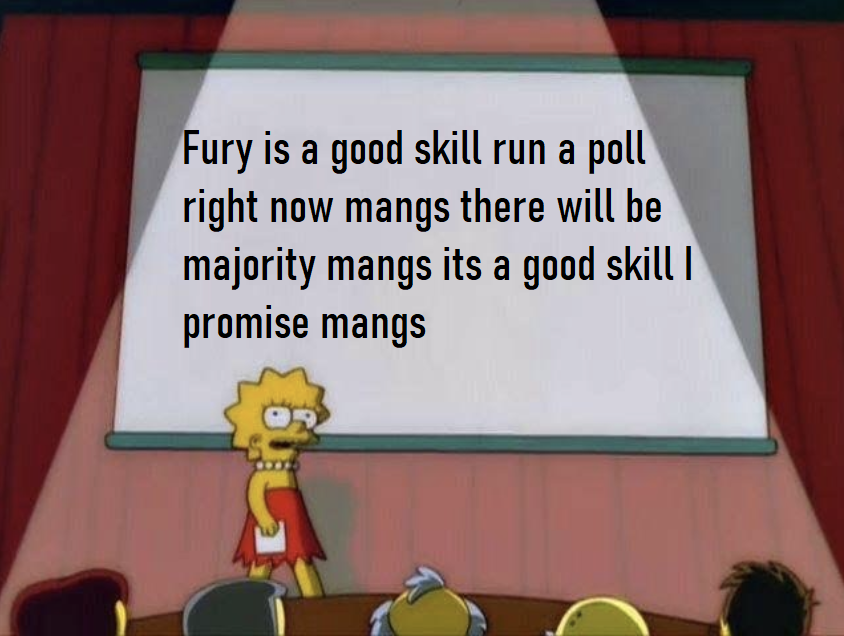 Fury is a good skill run a poll
right now mangs there will be
majority mangs its a good skill I
promise mangs